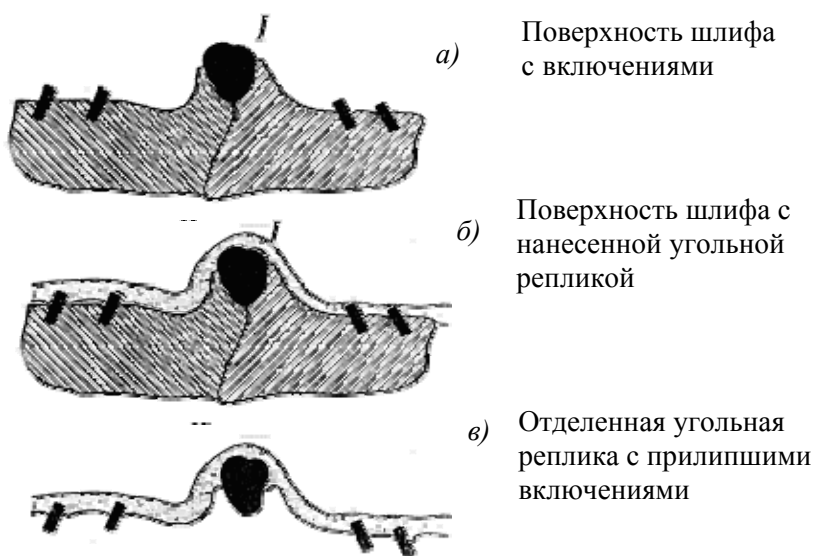 а)
Поверхность шлифа
с включениями
б)
Поверхность шлифа с
нанесенной угольной
репликой
в)
Отделенная угольная
реплика с прилипшими
включениями